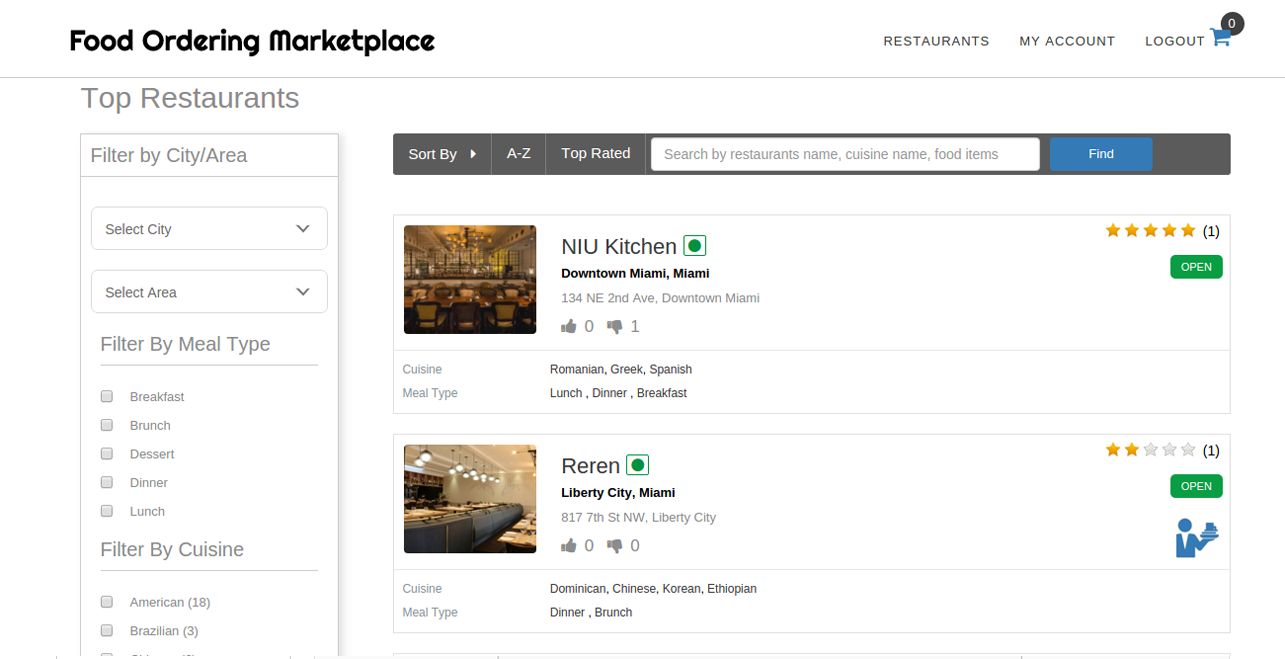 Food Ordering Marketplace
RESTAURANTS MY ACCOUNT LOGOUT 0
Top Restaurants
Filter by City/Area
Select City
Select Area
Filter By Meal Type
Breakfast
Brunch
Dessert
Dinner
Lunch
Filter By Cuisine
American (18)
Brazilian (3)
Sort By A-Z Top Rated Search by restaurants name, cuisine name, food items Find
NIU Kitchen (1)
OPEN
Downtown Miami, Miami
134 NE 2nd Ave, Downtown Miami
0 1
Cuisine Romanian, Greek, Spanish
Meal Type Lunch , Dinner , Breakfast
Reren (1)
OPEN
Liberty City, Miami
817 7th St NW, Liberty City
0 0
Cuisine Dominican, Chinese, Korean, Ethiopian
Meal Type Dinner , Brunch